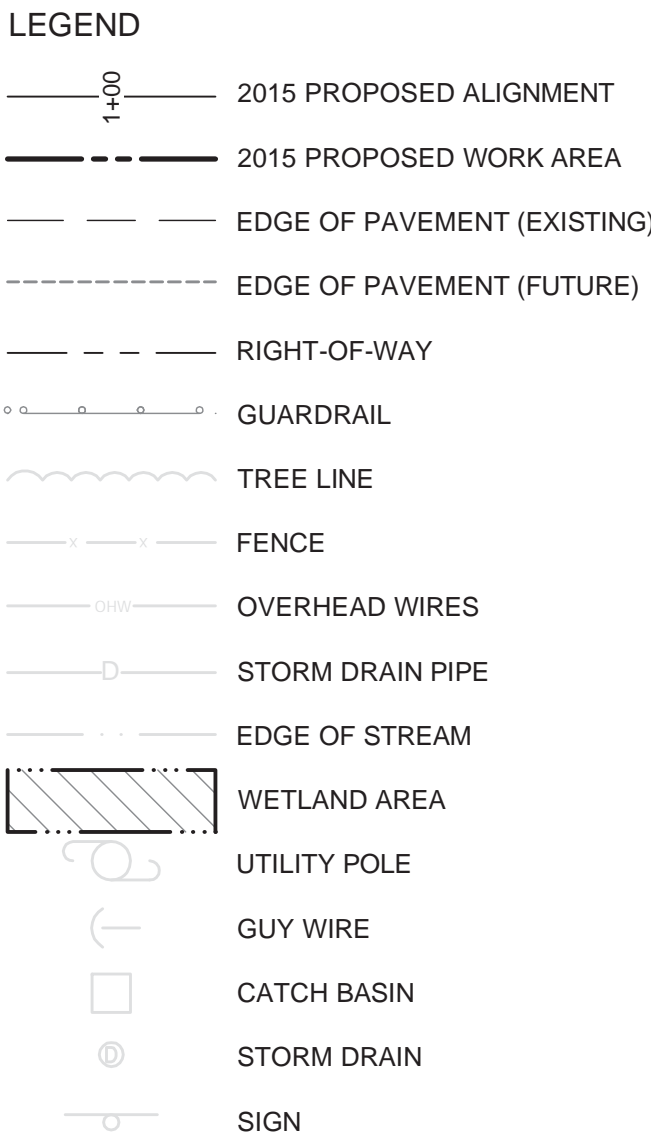 LEGEND
1+00 2015 PROPOSED ALIGNMENT
2015 PROPOSED WORK AREA
EDGE OF PAVEMENT (EXISTING)
EDGE OF PAVEMENT (FUTURE)
RIGHT-OF-WAY
GUARDRAIL
TREE LINE
x x FENCE
OHW OVERHEAD WIRES
D STORM DRAIN PIPE
EDGE OF STREAM
WETLAND AREA
UTILITY POLE
GUY WIRE
CATCH BASIN
D STORM DRAIN
SIGN